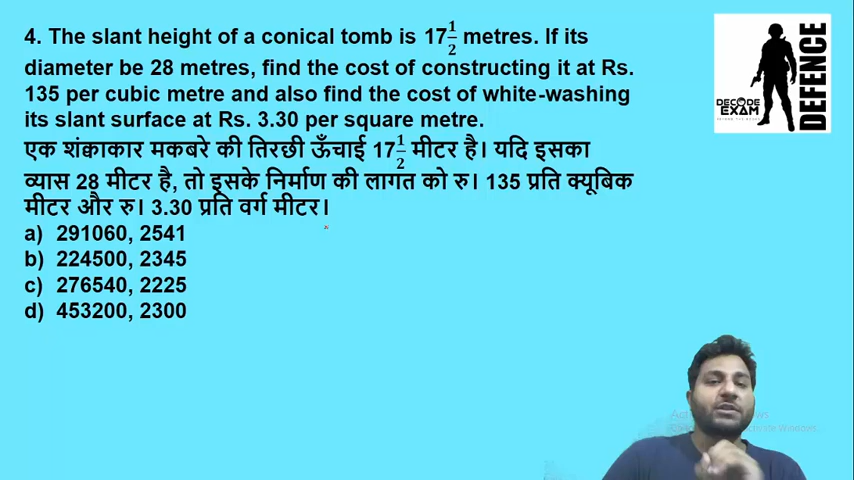 4. The slant height of a conical tomb is 17 1/2 metres. If its
diameter be 28 metres, find the cost of constructing it at Rs.
135 per cubic metre and also find the cost of white-washing
its slant surface at Rs. 3.30 per square metre.
एक शंक्वाकार मकबरे की तिरछी ऊँचाई 17 1/2 मीटर है। यदि इसका
व्यास 28 मीटर है, तो इसके निर्माण की लागत को रु। 135 प्रति क्यूबिक
मीटर और रु। 3.30 प्रति वर्ग मीटर।
a) 291060, 2541
b) 224500, 2345
c) 276540, 2225
d) 453200, 2300
DECODE
EXAM
DEFENCE